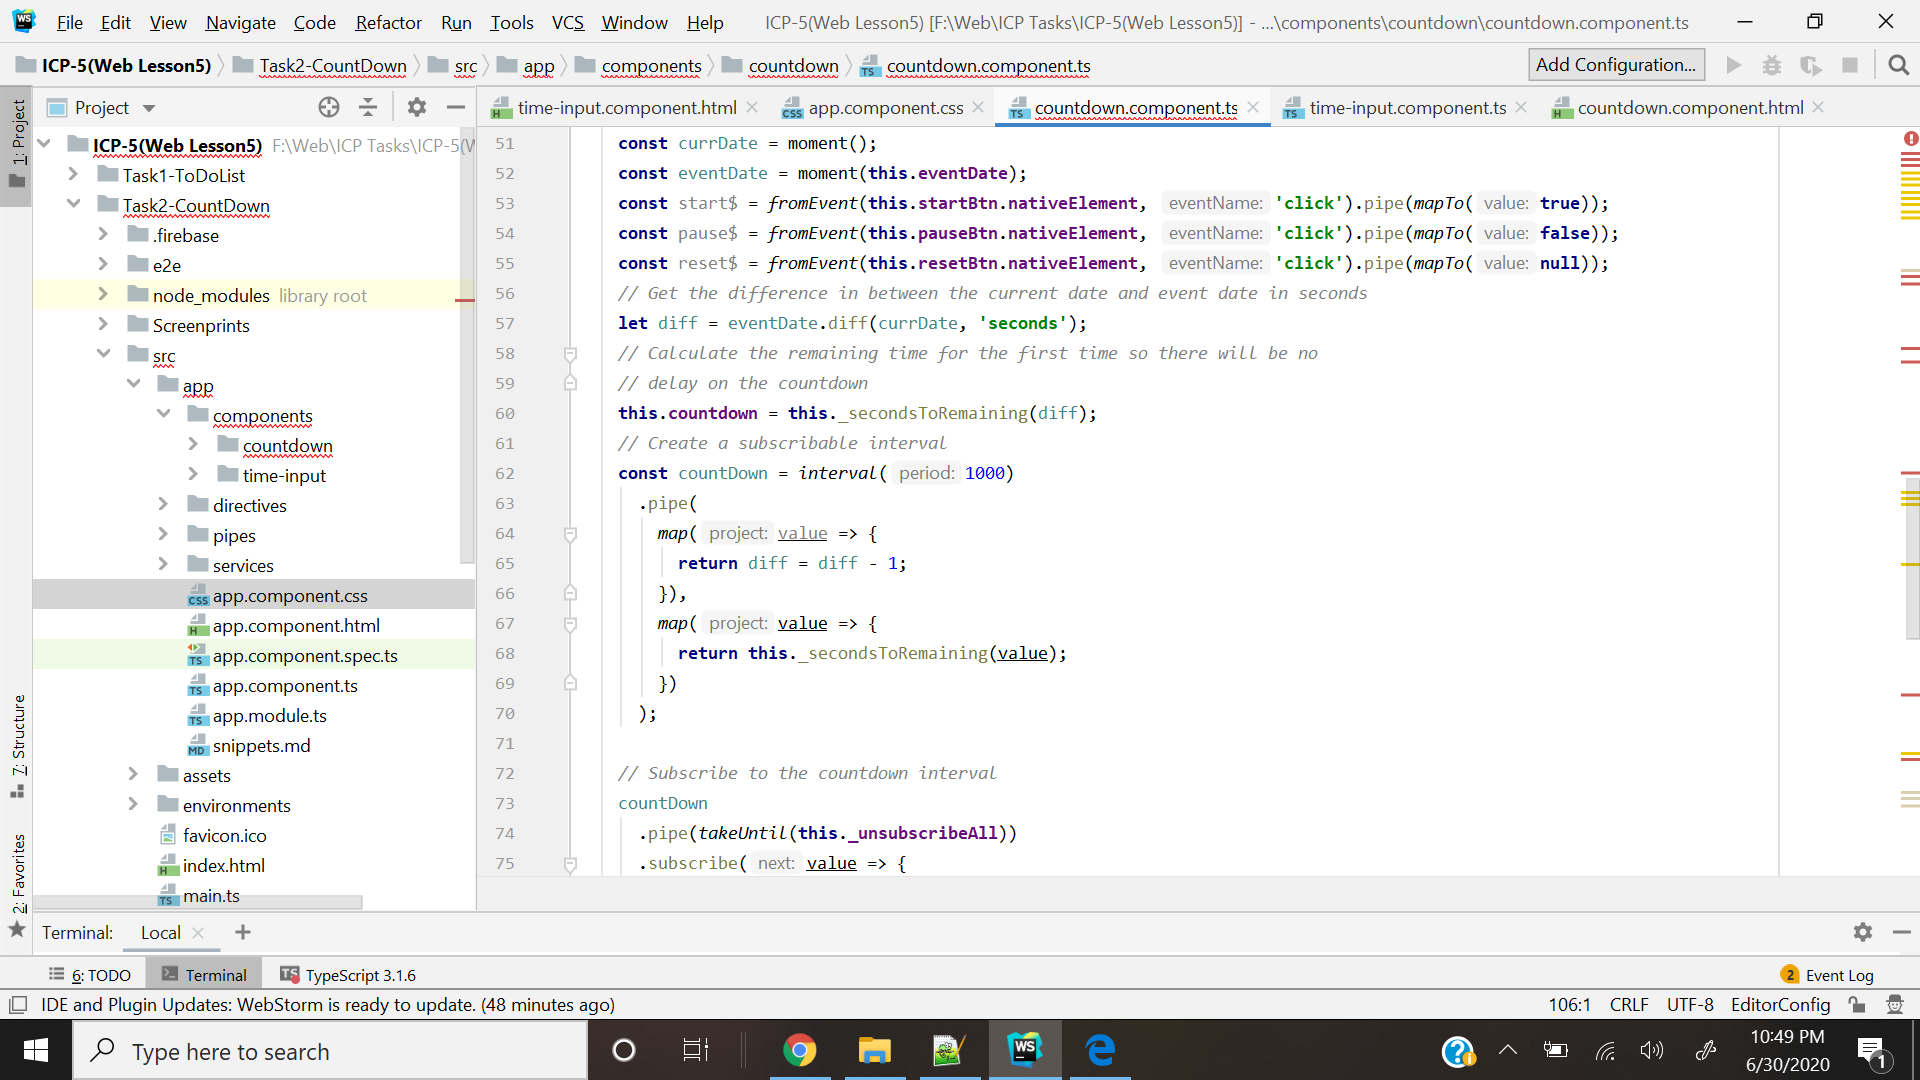 WS File Edit View Navigate Code Refactor Run Tools VCS Window Help ICP-5(Web Lesson5) [F:\Web\ICP Tasks\ICP-5(Web Lesson5)] - ...\components\countdown\countdown.component.ts
ICP-5(Web Lesson5) Task2-CountDown src app components countdown countdown.component.ts Add Configuration...
Project
time-input.component.html app.component.css countdown.component.ts time-input.component.ts countdown.component.html
1: Project
7: Structure
2: Favorites
ICP-5(Web Lesson5) F:\Web\ICP Tasks\ICP-5(W
Task1-ToDoList
Task2-CountDown
.firebase
e2e
node_modules library root
Screenprints
src
app
components
countdown
time-input
directives
pipes
services
app.component.css
app.component.html
app.component.spec.ts
app.component.ts
app.module.ts
snippets.md
assets
environments
favicon.ico
index.html
main.ts
51 const currDate = moment();
52 const eventDate = moment(this.eventDate);
53 const start$ = fromEvent(this.startBtn.nativeElement, eventName: 'click').pipe(mapTo( value: true));
54 const pause$ = fromEvent(this.pauseBtn.nativeElement, eventName: 'click').pipe(mapTo( value: false));
55 const reset$ = fromEvent(this.resetBtn.nativeElement, eventName: 'click').pipe(mapTo( value: null));
56 // Get the difference in between the current date and event date in seconds
57 let diff = eventDate.diff(currDate, 'seconds');
58 // Calculate the remaining time for the first time so there will be no
59 // delay on the countdown
60 this.countdown = this._secondsToRemaining(diff);
61 // Create a subscribable interval
62 const countDown = interval( period: 1000)
63 .pipe(
64 map( project: value => {
65 return diff = diff - 1;
66 }),
67 map( project: value => {
68 return this._secondsToRemaining(value);
69 })
70 );
71
72 // Subscribe to the countdown interval
73 countDown
74 .pipe(takeUntil(this._unsubscribeAll))
75 .subscribe( next: value => {
Terminal: Local +
6: TODO Terminal TypeScript 3.1.6 2 Event Log
IDE and Plugin Updates: WebStorm is ready to update. (48 minutes ago) 106:1 CRLF UTF-8 EditorConfig
Type here to search
10:49 PM
6/30/2020
1